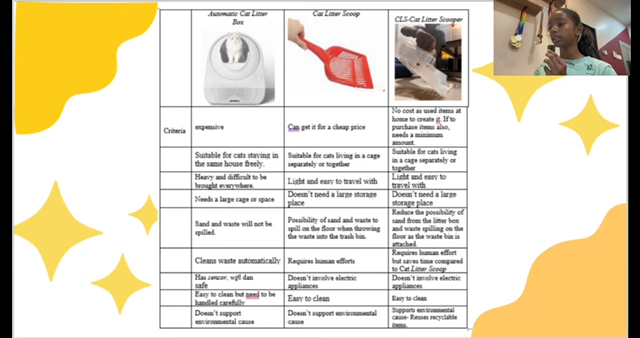 Automatic Cat Litter
Box
Cat Litter Scoop
CLS-Cat Litter Scooper
Criteria
expensive
Can get it for a cheap price
No cost as used items at
home to create it. If to
purchase items also,
needs a minimum
amount.
Suitable for cats staying in
the same house freely.
Suitable for cats living in a cage
separately or together
Suitable for cats living
in a cage separately or
together
Heavy and difficult to be
brought everywhere.
Light and easy to travel with
Light and easy to
travel with
Needs a large cage or space
Doesn't need a large storage
place
Doesn't need a large
storage place
Sand and waste will not be
spilled.
Possibility of sand and waste to
spill on the floor when throwing
the waste into the trash bin.
Reduce the possibility of
sand from the litter box
and waste spilling on the
floor as the waste bin is
attached.
Cleans waste automatically
Requires human efforts
Requires human effort
but saves time compared
to Cat Litter Scoop
Has sensor, wifi dan
safe
Doesn't involve electric
appliances
Doesn't involve electric
appliances
Easy to clean but need to be
handled carefully
Easy to clean
Easy to clean
Doesn't support
environmental cause
Doesn't support environmental
cause
Supports environmental
cause- Reuses recyclable
items.